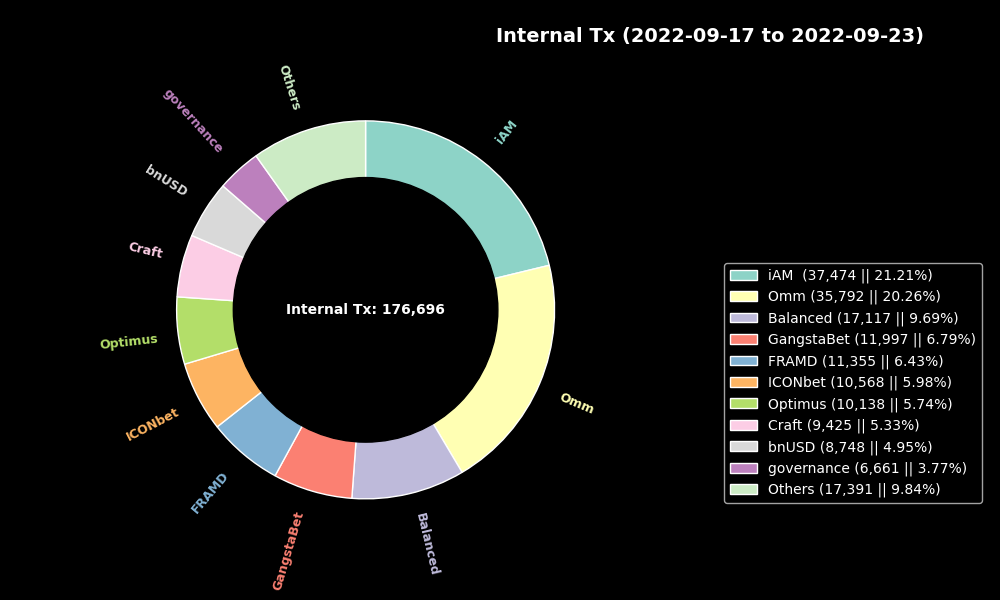 Internal Tx (2022-09-17 to 2022-09-23)
Others
iAM
governance
bnUSD
Craft
Optimus
ICONbet
FRAMD
GangstaBet
Balanced
Omm
Internal Tx: 176,696
iAM  (37,474 || 21.21%)
Omm (35,792 || 20.26%)
Balanced (17,117 || 9.69%)
GangstaBet (11,997 || 6.79%)
FRAMD (11,355 || 6.43%)
ICONbet (10,568 || 5.98%)
Optimus (10,138 || 5.74%)
Craft (9,425 || 5.33%)
bnUSD (8,748 || 4.95%)
governance (6,661 || 3.77%)
Others (17,391 || 9.84%)